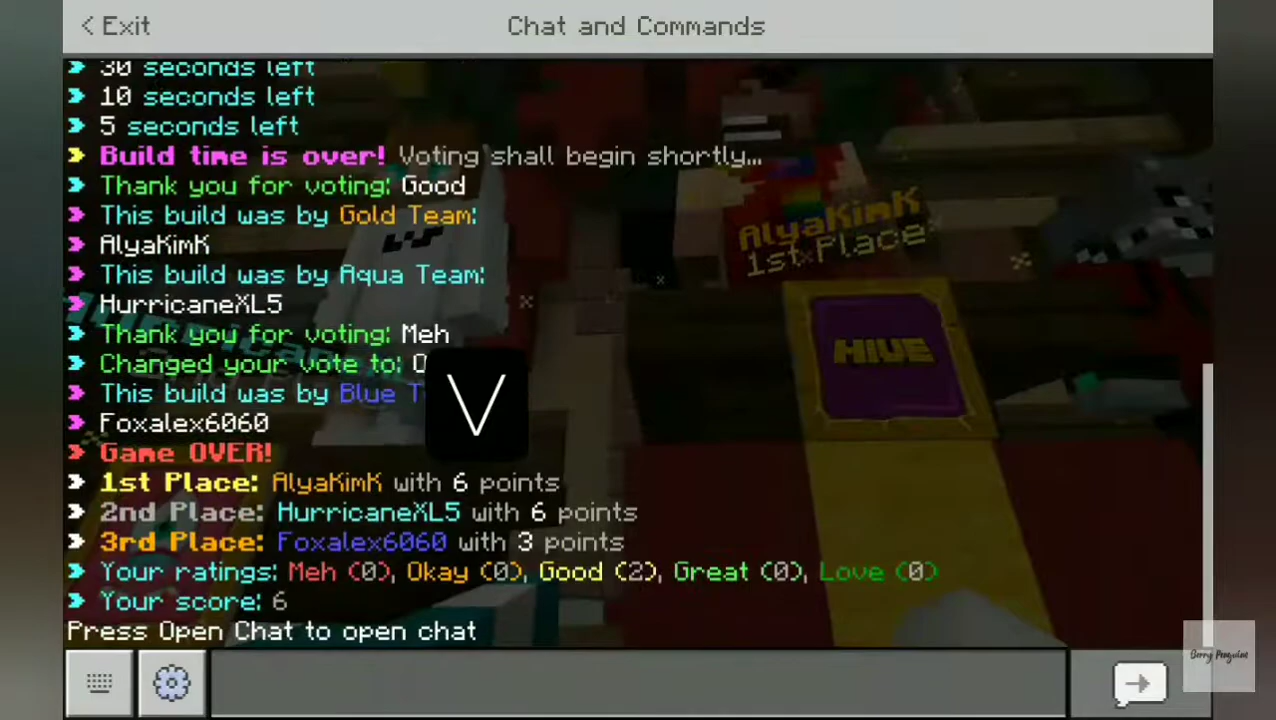 < Exit
Chat and Commands
30 seconds left
10 seconds left
5 seconds left
Build time is over! Voting shall begin shortly...
Thank you for voting: Good
This build was by Gold Team:
AlyaKimK
This build was by Aqua Team:
HurricaneXL5
Thank you for voting: Meh
Changed your vote to:
This build was by Blue
Foxalex6060
Game OVER!
1st Place: AlyaKimK with 6 points
2nd Place: HurricaneXL5 with 6 points
3rd Place: Foxalex6060 with 3 points
Your ratings: Meh (0), Okay (0), Good (2), Great (0), Love (0)
Your score: 6
Press Open Chat to open chat
AlyaKimK
1st Place
HIVE
Berry Penguins